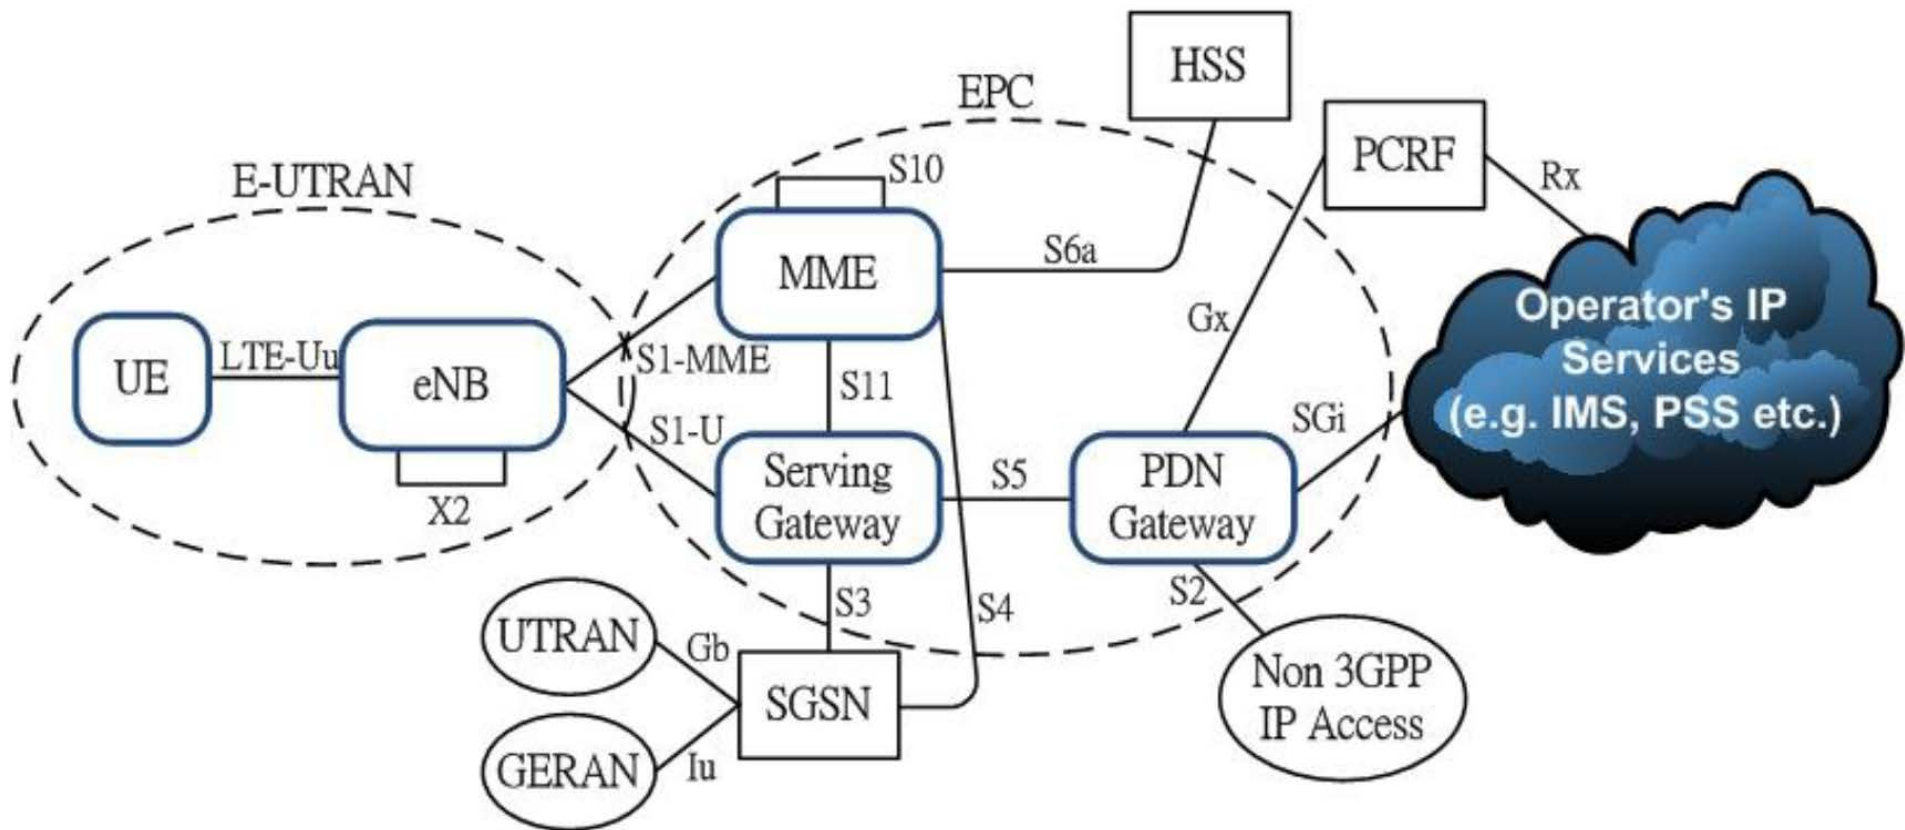 HSS
EPC
PCRF
E-UTRAN
S10
Rx
MME
S6a
Operator's IP
Services
(e.g. IMS, PSS etc.)
Gx
UE
LTE-Uu
eNB
S1-MME
S11
S1-U
SGi
Serving
Gateway
S5
PDN
Gateway
X2
S3
S4
S2
UTRAN
Gb
SGSN
Non 3GPP
IP Access
GERAN
Iu